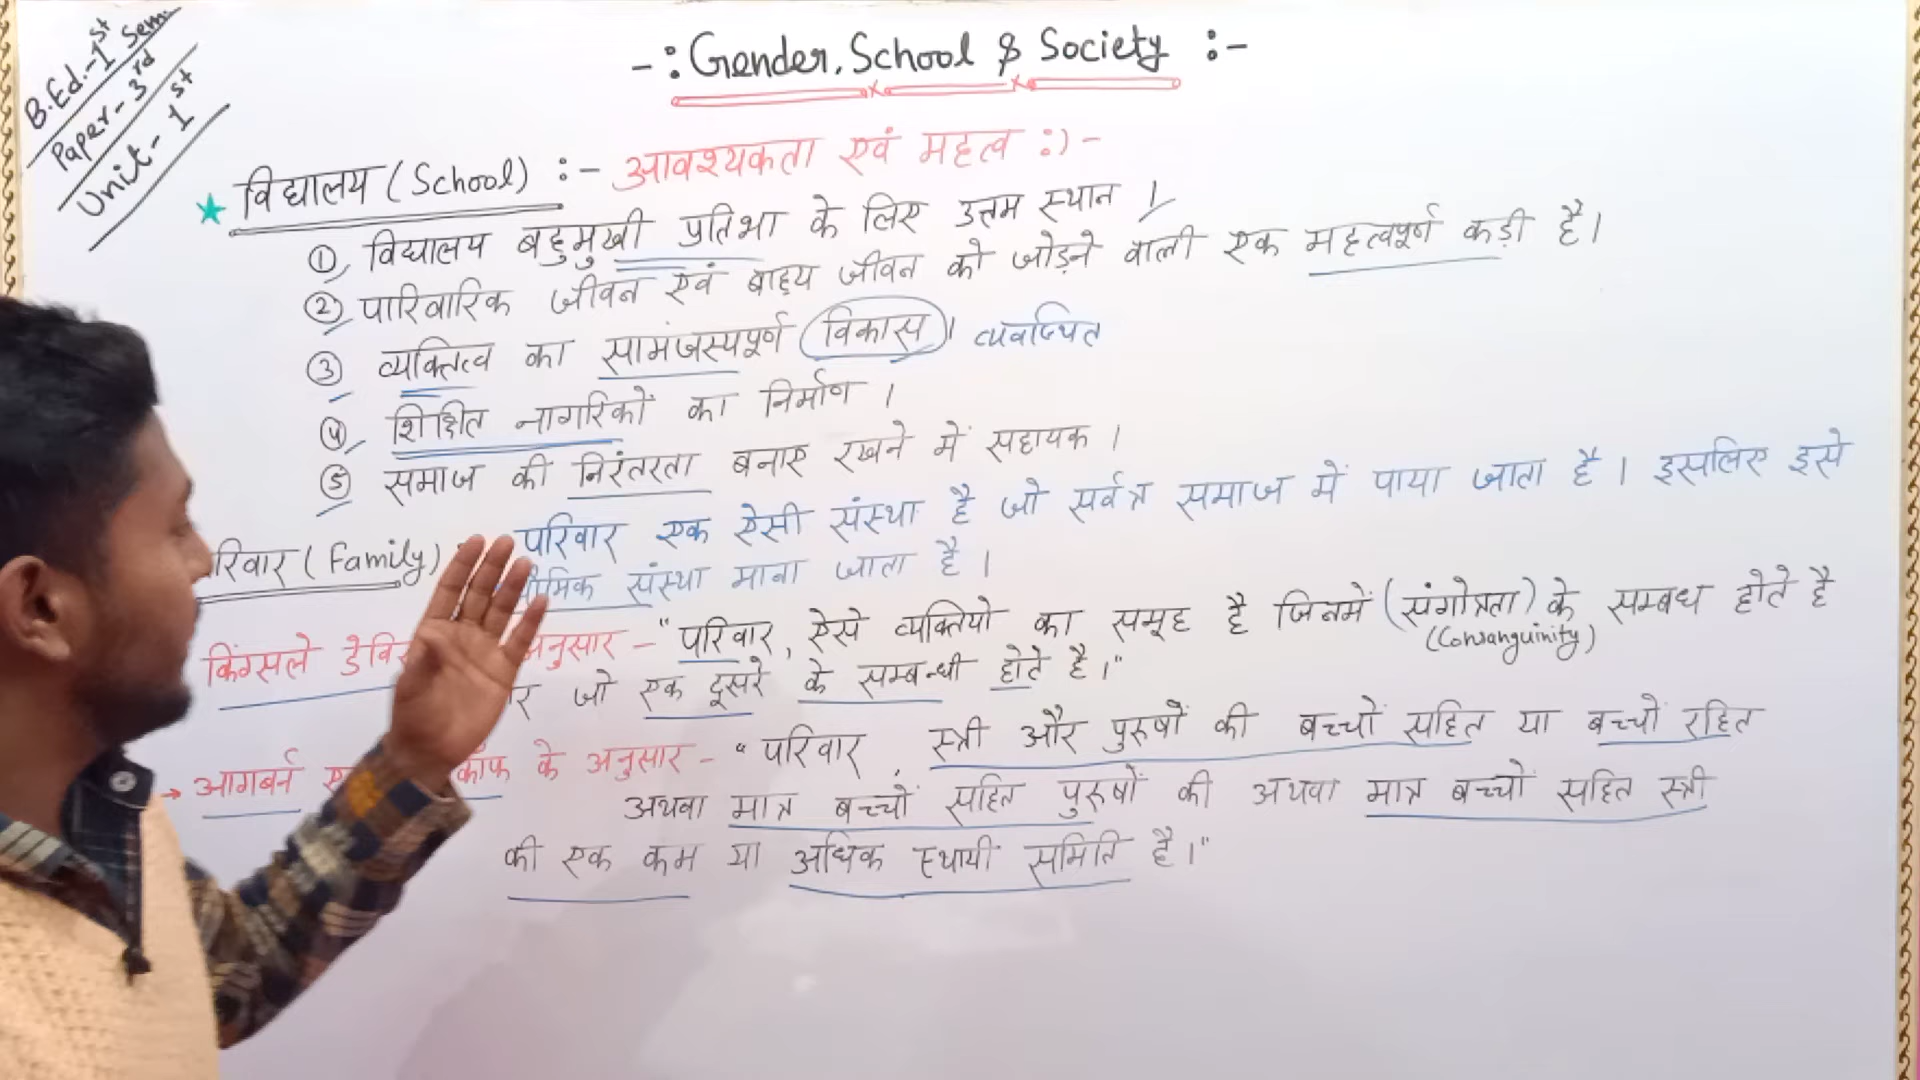 B.Ed.-1st Sem.
Paper-3rd
Unit-1st
-: Gender, School & Society :-
विद्यालय (School) :- आवश्यकता एवं महत्व :)-
① विद्यालय बहुमुखी प्रतिभा के लिए उत्तम स्थान ।
② पारिवारिक जीवन एवं बाह्य जीवन को जोड़ने वाली एक महत्वपूर्ण कड़ी है।
③ व्यक्तित्व का सामंजस्यपूर्ण विकास।
④ शिक्षित नागरिकों का निर्माण ।
⑤ समाज की निरंतरता बनाए रखने में सहायक ।
रिवार (Family) परिवार एक ऐसी संस्था है जो सर्वत्र समाज में पाया जाता है । इसलिए इसे
संस्था माना जाता है ।
किंग्सले अनुसार - "परिवार, ऐसे व्यक्तियो का समूह है जिनमें (संगोत्रता) के सम्बध होते है
(Consanguinity)
जो एक दूसरे के सम्बन्धी होते है।"
→ आगबर्न के अनुसार - "परिवार, स्त्री और पुरुषों की बच्चों सहित या बच्चों रहित
अथवा मात्र बच्चों सहित पुरुषों की अथवा मात्र बच्चो सहित स्त्री
की एक कम या अधिक स्थायी समिति है।"